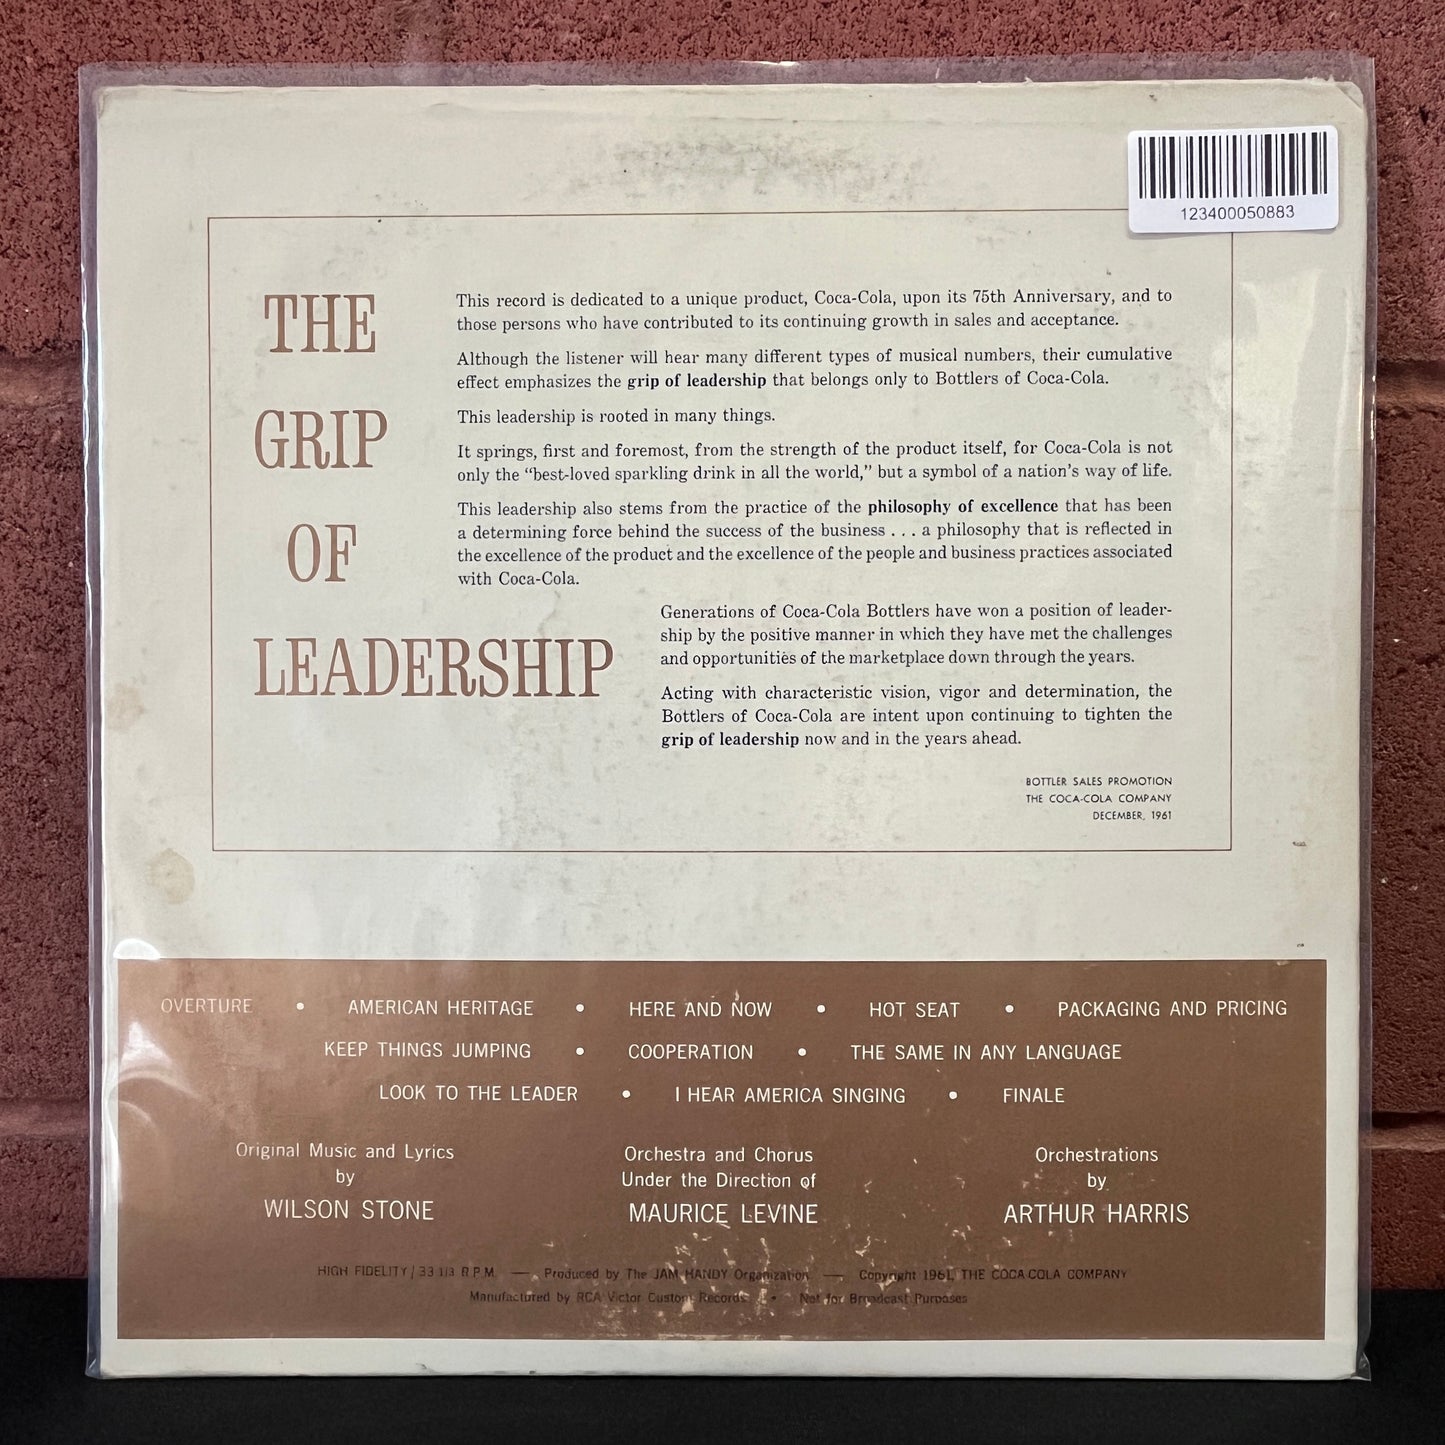 123400050883
THE
GRIP
OF
LEADERSHIP
This record is dedicated to a unique product, Coca-Cola, upon its 75th Anniversary, and to
those persons who have contributed to its continuing growth in sales and acceptance.
Although the listener will hear many different types of musical numbers, their cumulative
effect emphasizes the grip of leadership that belongs only to Bottlers of Coca-Cola.
This leadership is rooted in many things.
It springs, first and foremost, from the strength of the product itself, for Coca-Cola is not
only the “best-loved sparkling drink in all the world,” but a symbol of a nation’s way of life.
This leadership also stems from the practice of the philosophy of excellence that has been
a determining force behind the success of the business . . . a philosophy that is reflected in
the excellence of the product and the excellence of the people and business practices associated
with Coca-Cola.
Generations of Coca-Cola Bottlers have won a position of leader-
ship by the positive manner in which they have met the challenges
and opportunities of the marketplace down through the years.
Acting with characteristic vision, vigor and determination, the
Bottlers of Coca-Cola are intent upon continuing to tighten the
grip of leadership now and in the years ahead.
BOTTLER SALES PROMOTION
THE COCA-COLA COMPANY
DECEMBER, 1961
OVERTURE • AMERICAN HERITAGE • HERE AND NOW • HOT SEAT • PACKAGING AND PRICING
KEEP THINGS JUMPING • COOPERATION • THE SAME IN ANY LANGUAGE
LOOK TO THE LEADER • I HEAR AMERICA SINGING • FINALE
Original Music and Lyrics
by
WILSON STONE
Orchestra and Chorus
Under the Direction of
MAURICE LEVINE
Orchestrations
by
ARTHUR HARRIS
HIGH FIDELITY / 33 1/3 R.P.M. — Produced by The JAM HANDY Organization — Copyright 1961, THE COCA-COLA COMPANY
Manufactured by RCA Victor Custom Records • Not for Broadcast Purposes